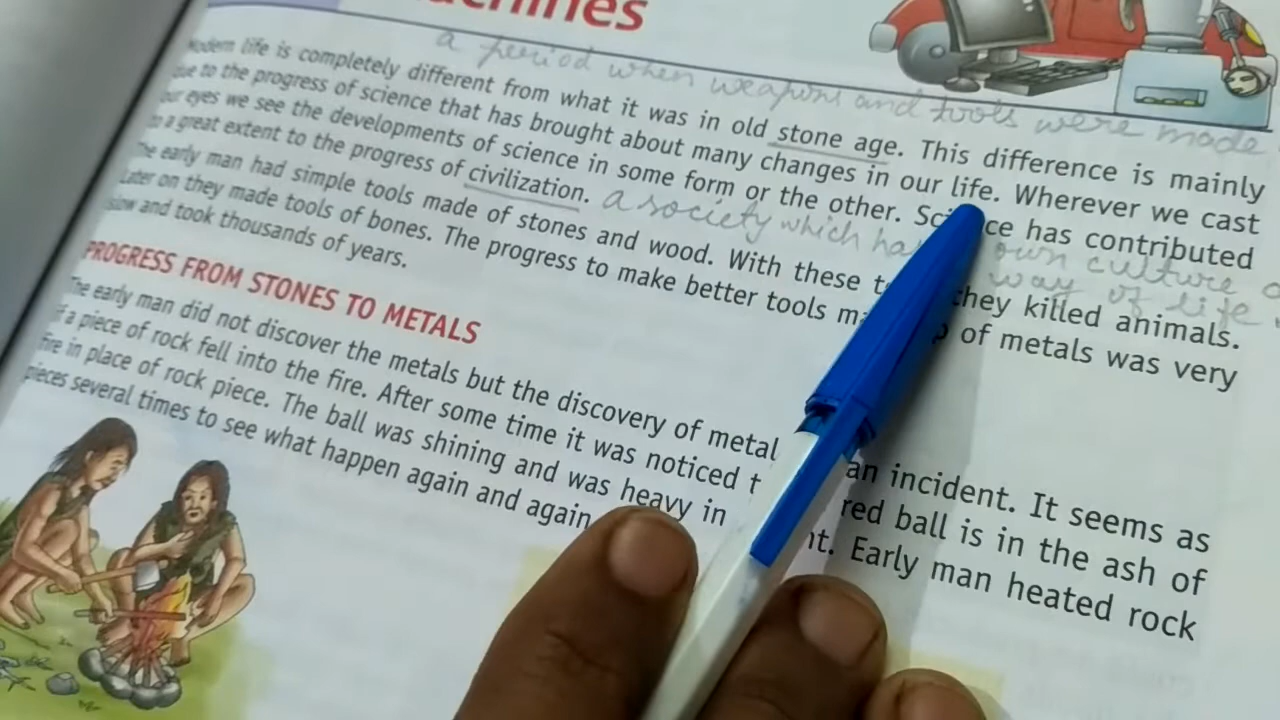 achines
a period when weapons and tools were made
Modern life is completely different from what it was in old stone age. This difference is mainly
due to the progress of science that has brought about many changes in our life. Wherever we cast
our eyes we see the developments of science in some form or the other. Science has contributed
to a great extent to the progress of civilization.
a society which has own culture
way of life
The early man had simple tools made of stones and wood. With these they killed animals.
Later on they made tools of bones. The progress to make better tools of metals was very
slow and took thousands of years.
PROGRESS FROM STONES TO METALS
The early man did not discover the metals but the discovery of metal an incident. It seems as
if a piece of rock fell into the fire. After some time it was noticed red ball is in the ash of
fire in place of rock piece. The ball was shining and was heavy in Early man heated rock
pieces several times to see what happen again and again